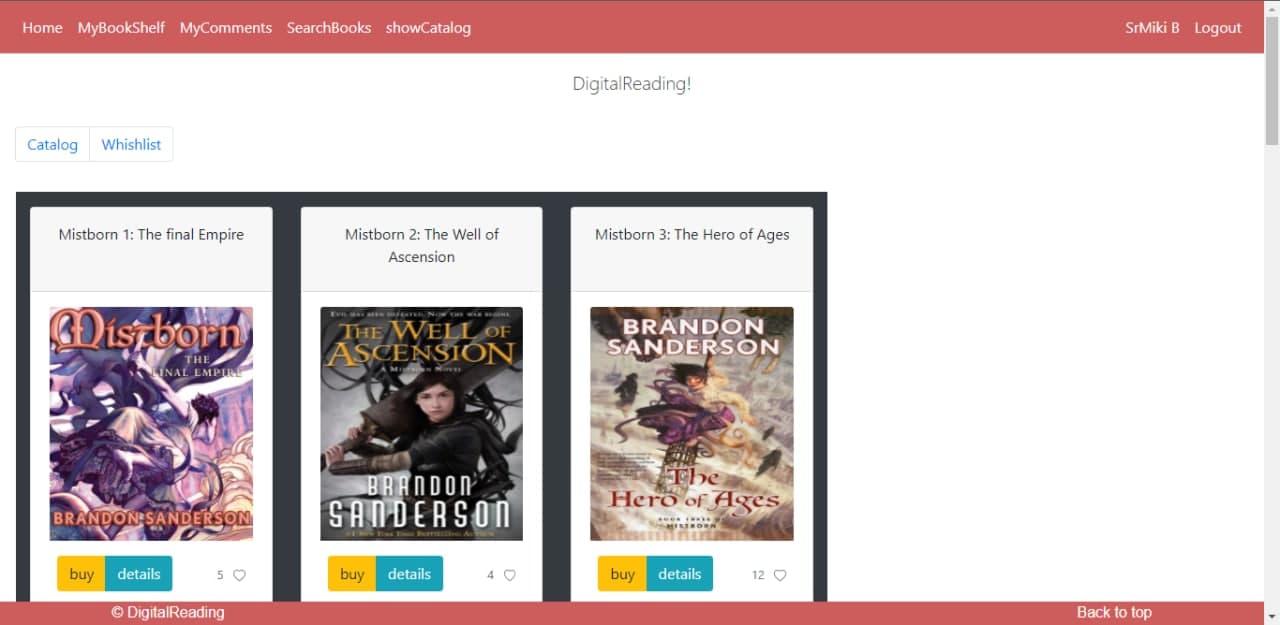 Home MyBookShelf MyComments SearchBooks showCatalog SrMiki B Logout
DigitalReading!
Catalog Whishlist
Mistborn 1: The final Empire
Mistborn 2: The Well of
Ascension
Mistborn 3: The Hero of Ages
Mistborn
THE
FINAL EMPIRE
BRANDON SANDERSON
EVIL HAS BEEN DEFEATED. NOW THE WAR BEGINS.
THE WELL OF
ASCENSION
A MISTBORN NOVEL
BRANDON
SANDERSON
#1 NEW YORK TIMES BESTSELLING AUTHOR
BRANDON
SANDERSON
The
Hero of Ages
BOOK THREE OF
MISTBORN
buy details 5
buy details 4
buy details 12
© DigitalReading Back to top